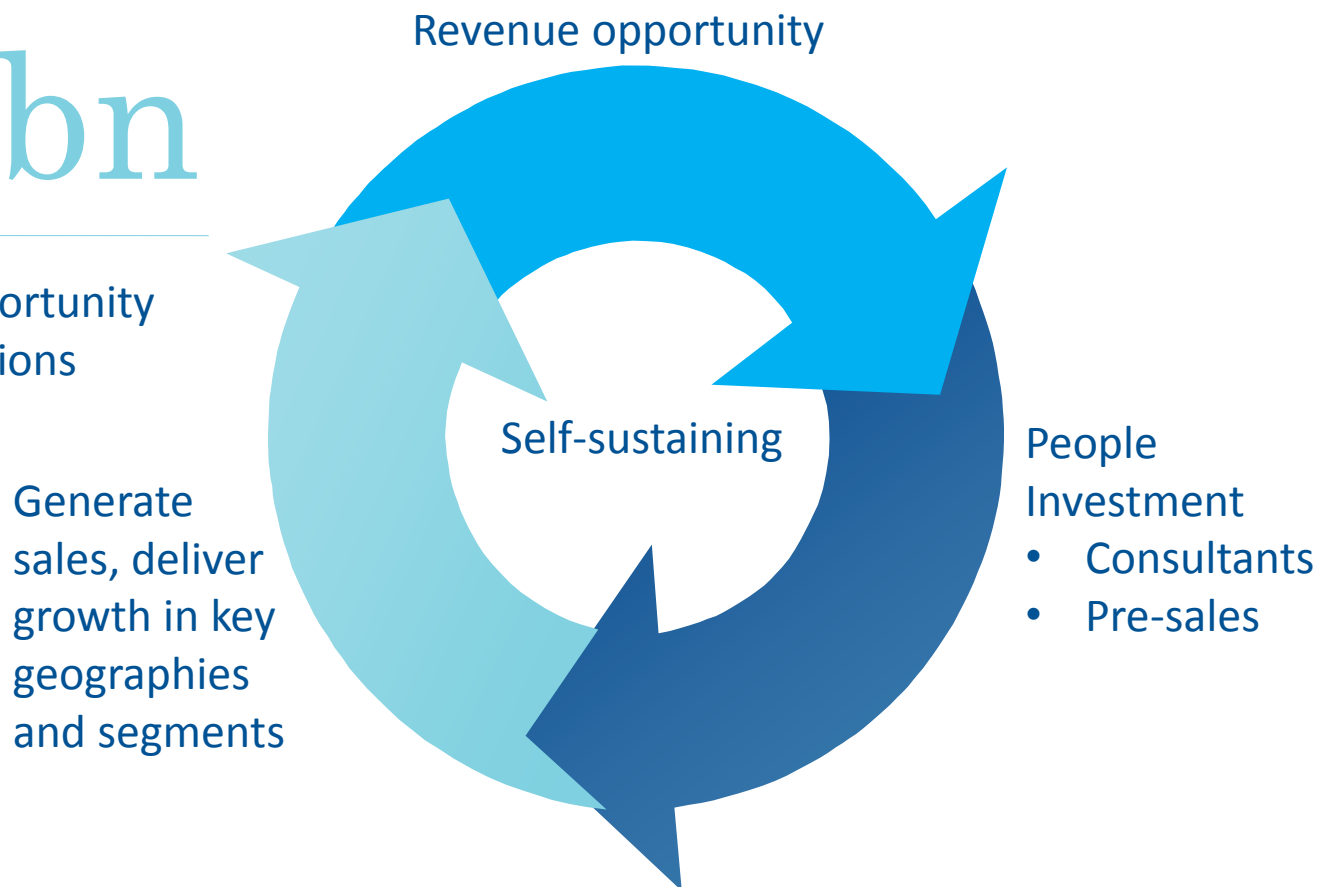 Revenue opportunity
bn
ortunity
ions
Self-sustaining
Generate
sales, deliver
growth in key
geographies
and segments
People
Investment
• Consultants
• Pre-sales